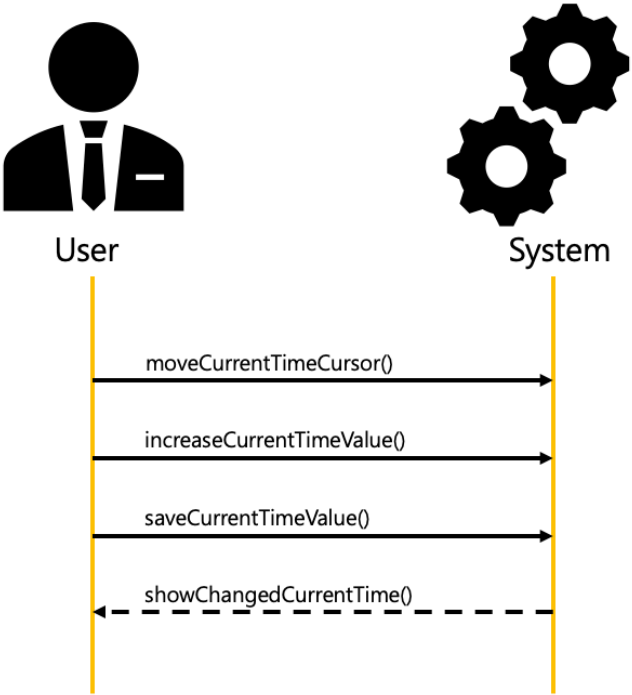 User
System
moveCurrentTimeCursor()
increaseCurrentTimeValue()
saveCurrentTimeValue()
showChangedCurrentTime()